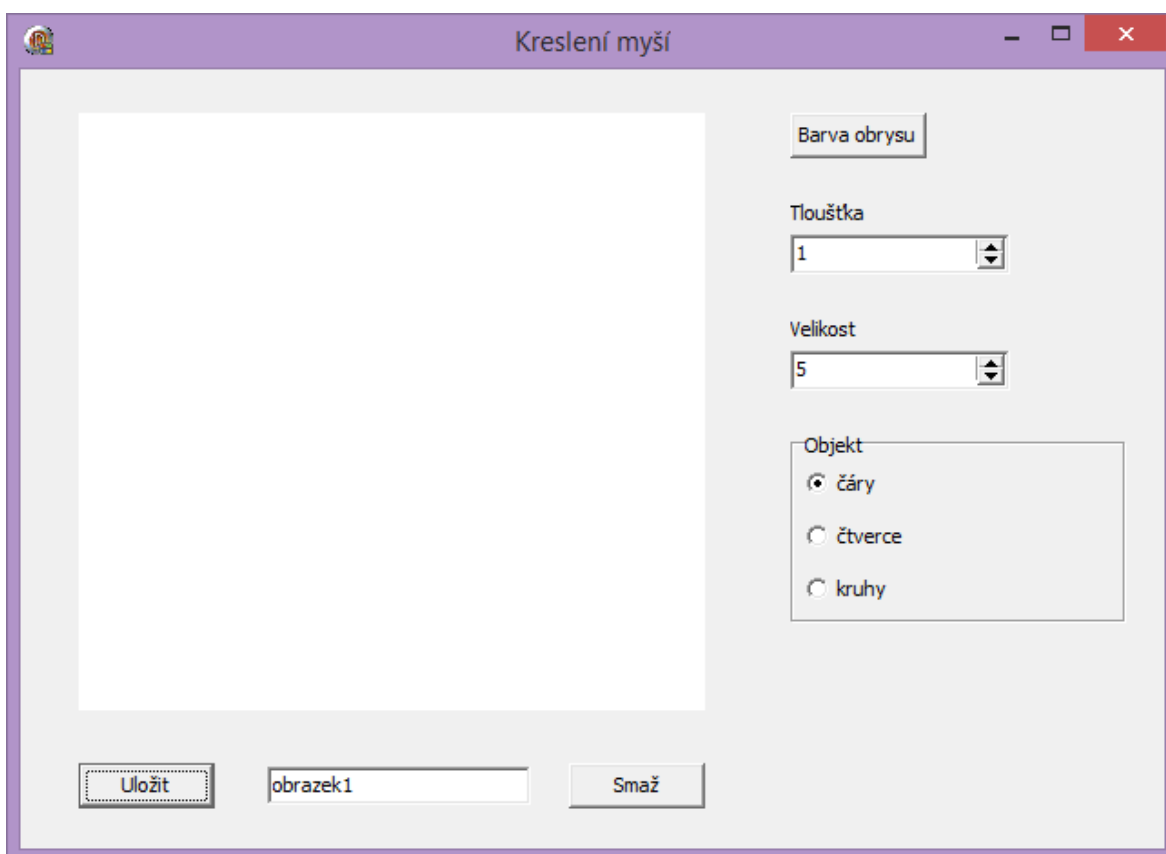 Kreslení myší
Barva obrysu
Tloušťka
1
Velikost
5
Objekt
čáry
čtverce
kruhy
Uložit
obrazek1
Smaž